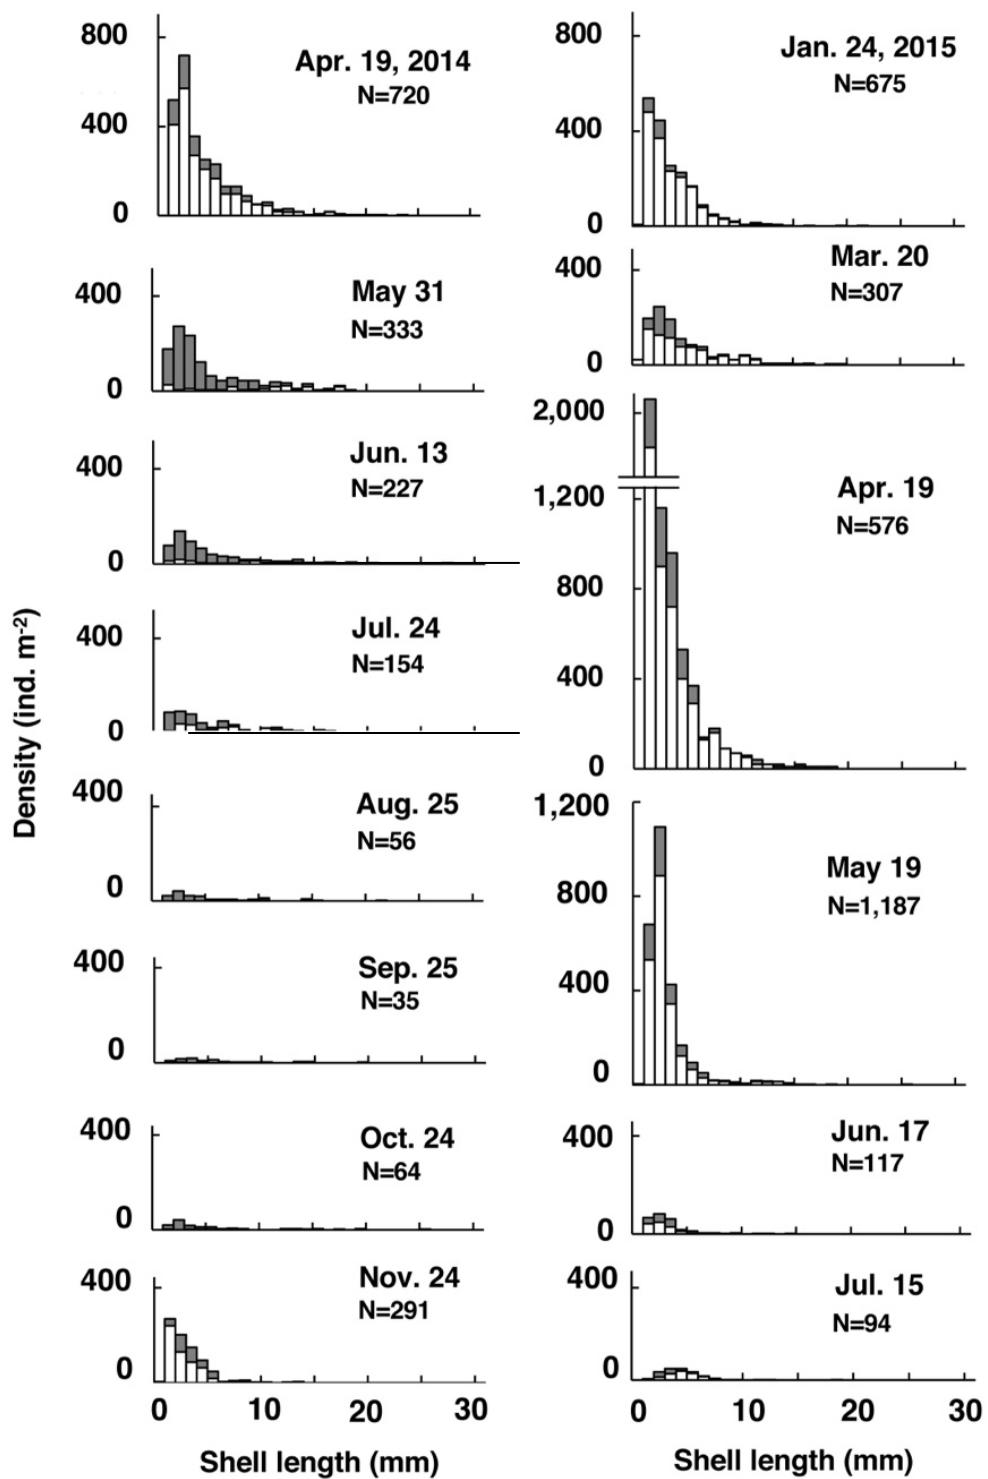 Density (ind. m-2)
800
400
0
Apr. 19, 2014
N=720
400
0
May 31
N=333
400
0
Jun. 13
N=227
400
0
Jul. 24
N=154
400
0
Aug. 25
N=56
400
0
Sep. 25
N=35
400
0
Oct. 24
N=64
400
0
Nov. 24
N=291
0 10 20 30
Shell length (mm)
800
400
0
Jan. 24, 2015
N=675
400
0
Mar. 20
N=307
2,000
1,200
800
400
0
Apr. 19
N=576
1,200
800
400
0
May 19
N=1,187
400
0
Jun. 17
N=117
400
0
Jul. 15
N=94
0 10 20 30
Shell length (mm)